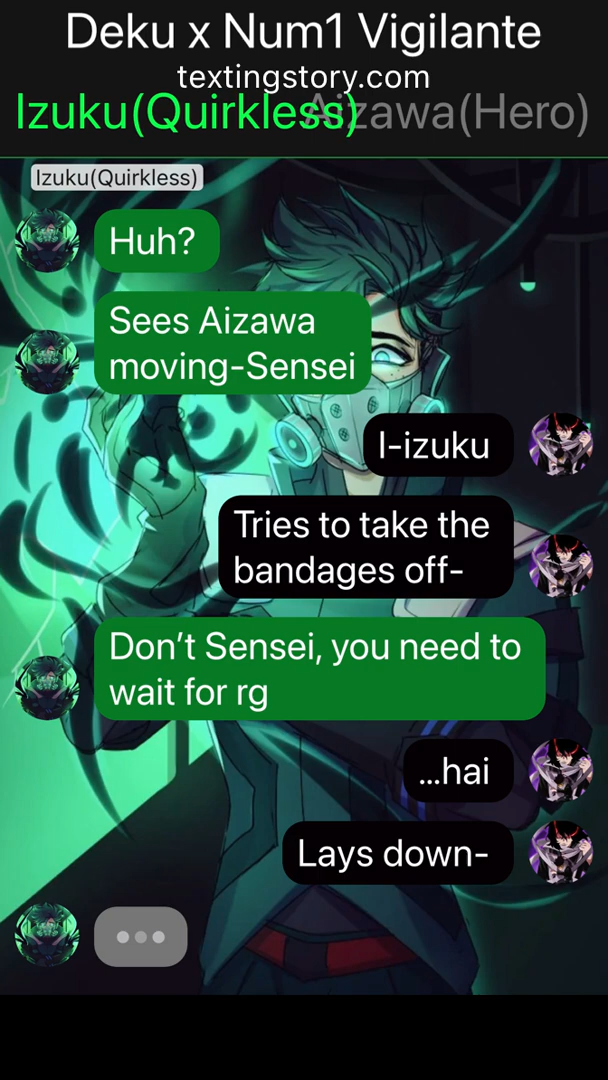 Deku x Num1 Vigilante
textingstory.com
Izuku(Quirkless) Aizawa(Hero)
Izuku(Quirkless)
Huh?
Sees Aizawa
moving-Sensei
I-izuku
Tries to take the
bandages off-
Don’t Sensei, you need to
wait for rg
...hai
Lays down-